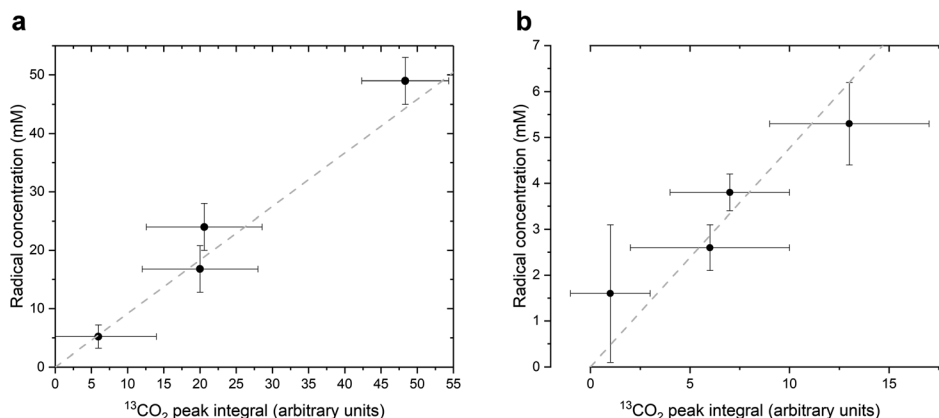 a
Radical concentration (mM)
50
40
30
20
10
0
0 5 10 15 20 25 30 35 40 45 50 55
¹³CO₂ peak integral (arbitrary units)
b
Radical concentration (mM)
7
6
5
4
3
2
1
0
0 5 10 15
¹³CO₂ peak integral (arbitrary units)